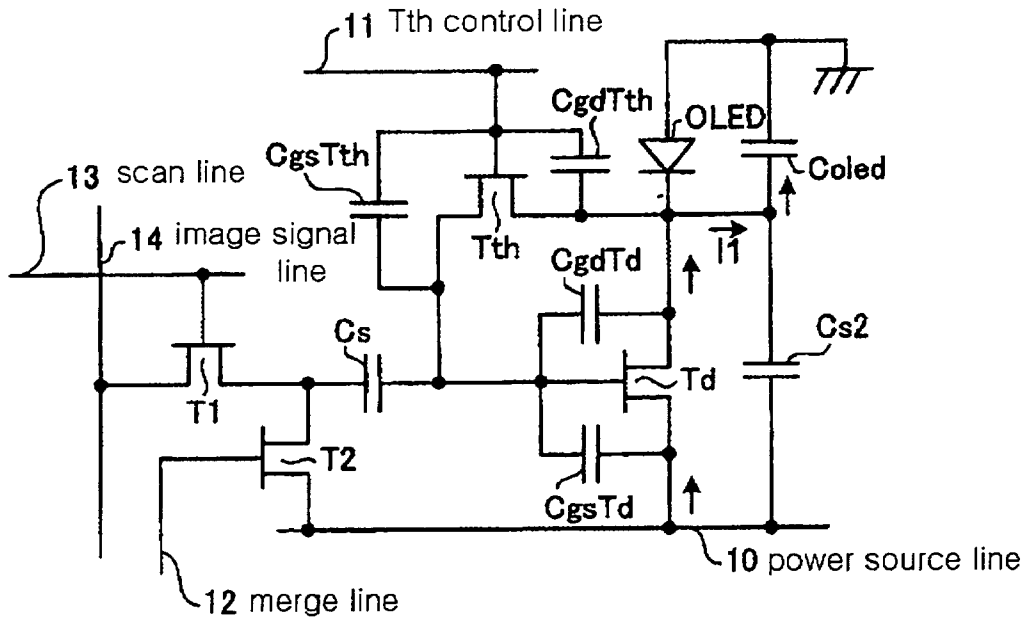 11 Tth control line
CgdTth
OLED
CgsTth
Coled
13 scan line
14 image signal
line
Tth
I1
CgdTd
Cs
Cs2
Td
T1
T2
CgsTd
10 power source line
12 merge line